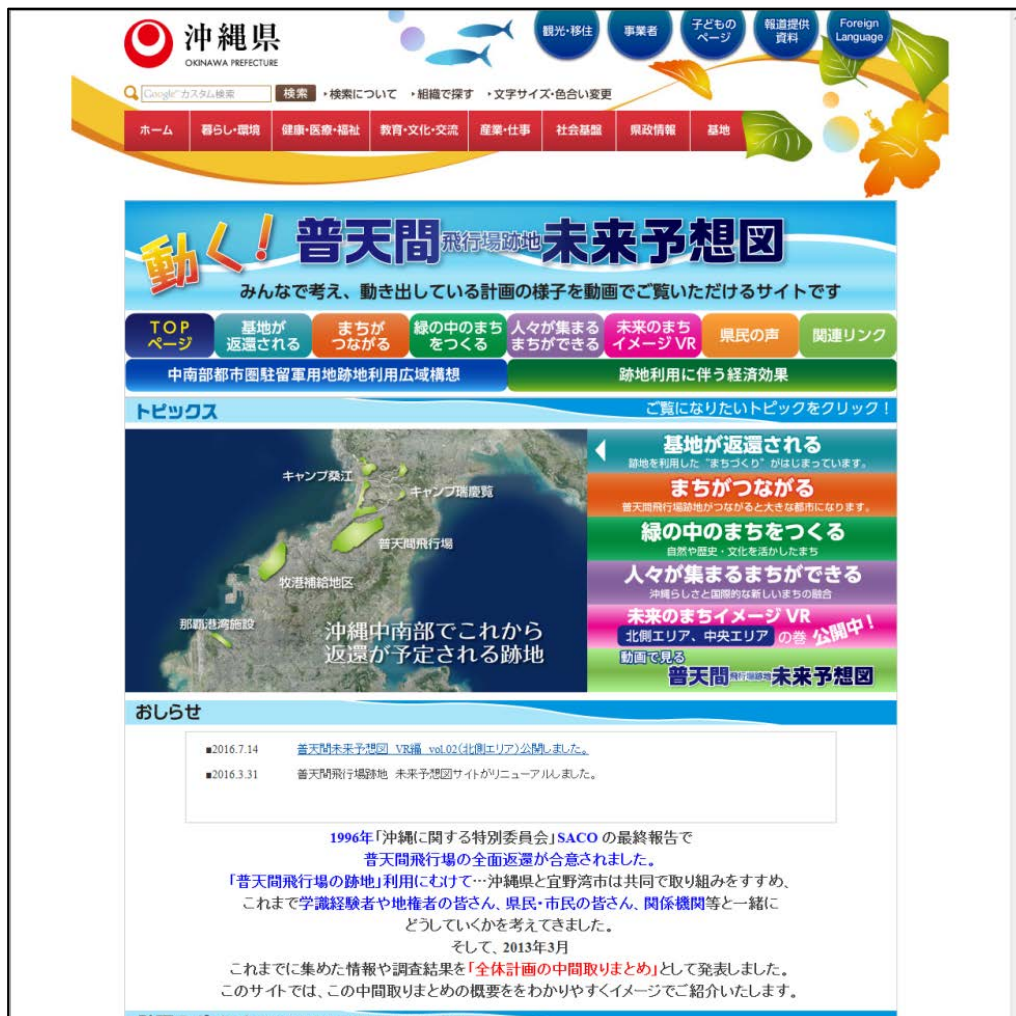 沖縄県
OKINAWA PREFECTURE
観光・移住
事業者
子どもの
ページ
報道提供
資料
Foreign
Language
Google カスタム検索
検索
検索について
組織で探す
文字サイズ・色合い変更
ホーム
暮らし・環境
健康・医療・福祉
教育・文化・交流
産業・仕事
社会基盤
県政情報
基地
動く！普天間飛行場跡地未来予想図
みんなで考え、動き出している計画の様子を動画でご覧いただけるサイトです
TOP
ページ
基地が
返還される
まちが
つながる
緑の中のまち
をつくる
人々が集まる
まちができる
未来のまち
イメージVR
県民の声
関連リンク
中南部都市圏駐留軍用地跡地利用広域構想
跡地利用に伴う経済効果
トピックス
ご覧になりたいトピックをクリック！
キャンプ桑江
キャンプ瑞慶覧
普天間飛行場
牧港補給地区
那覇港湾施設
沖縄中南部でこれから
返還が予定される跡地
基地が返還される
跡地を利用した“まちづくり”がはじまっています。
まちがつながる
普天間飛行場跡地がつながると大きな都市になります。
緑の中のまちをつくる
自然や歴史・文化を活かしたまち
人々が集まるまちができる
沖縄らしさと国際的な新しいまちの融合
未来のまちイメージVR
北側エリア、中央エリア の巻 公開中！
動画で見る
普天間飛行場跡地未来予想図
おしらせ
■2016.7.14 普天間未来予想図 VR編 vol.02(北側エリア)公開しました。
■2016.3.31 普天間飛行場跡地 未来予想図サイトがリニューアルしました。
1996年「沖縄に関する特別委員会」SACO の最終報告で
普天間飛行場の全面返還が合意されました。
「普天間飛行場の跡地」利用にむけて…沖縄県と宜野湾市は共同で取り組みをすすめ、
これまで学識経験者や地権者の皆さん、県民・市民の皆さん、関係機関等と一緒に
どうしていくかを考えてきました。
そして、2013年3月
これまでに集めた情報や調査結果を「全体計画の中間取りまとめ」として発表しました。
このサイトでは、この中間取りまとめの概要ををわかりやすくイメージでご紹介いたします。